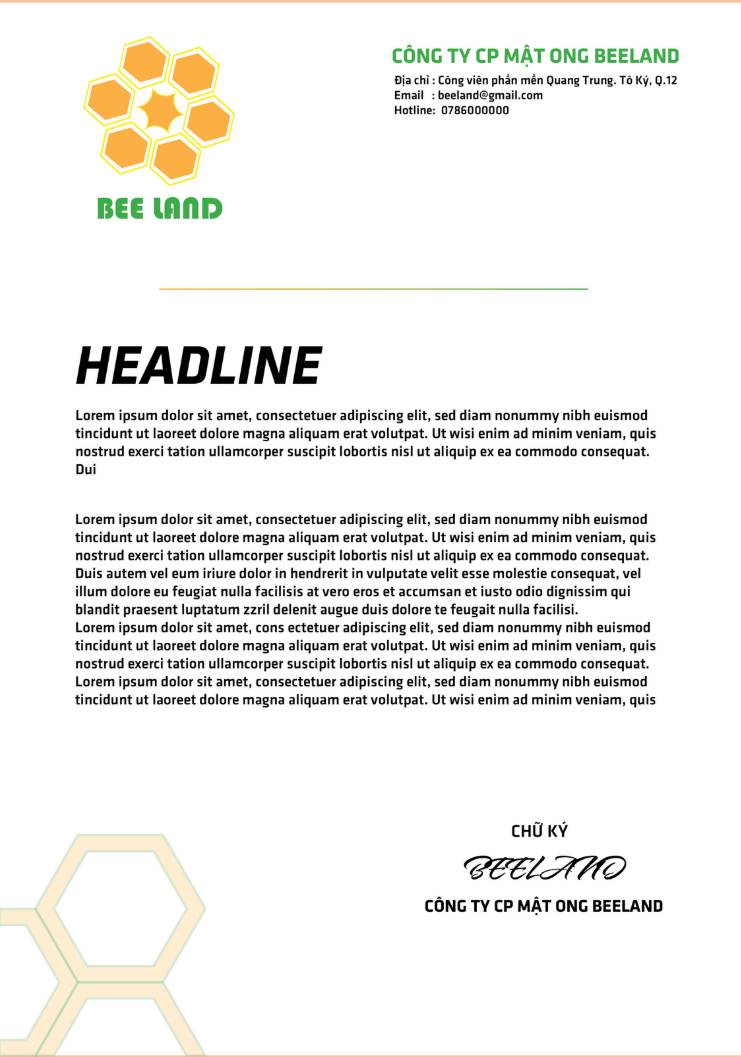 BEE LAND
CÔNG TY CP MẬT ONG BEELAND
Địa chỉ : Công viên phần mền Quang Trung. Tô Ký, Q.12
Email : beeland@gmail.com
Hotline: 0786000000
HEADLINE
Lorem ipsum dolor sit amet, consectetuer adipiscing elit, sed diam nonummy nibh euismod
tincidunt ut laoreet dolore magna aliquam erat volutpat. Ut wisi enim ad minim veniam, quis
nostrud exerci tation ullamcorper suscipit lobortis nisl ut aliquip ex ea commodo consequat.
Dui
Lorem ipsum dolor sit amet, consectetuer adipiscing elit, sed diam nonummy nibh euismod
tincidunt ut laoreet dolore magna aliquam erat volutpat. Ut wisi enim ad minim veniam, quis
nostrud exerci tation ullamcorper suscipit lobortis nisl ut aliquip ex ea commodo consequat.
Duis autem vel eum iriure dolor in hendrerit in vulputate velit esse molestie consequat, vel
illum dolore eu feugiat nulla facilisis at vero eros et accumsan et iusto odio dignissim qui
blandit praesent luptatum zzril delenit augue duis dolore te feugait nulla facilisi.
Lorem ipsum dolor sit amet, cons ectetuer adipiscing elit, sed diam nonummy nibh euismod
tincidunt ut laoreet dolore magna aliquam erat volutpat. Ut wisi enim ad minim veniam, quis
nostrud exerci tation ullamcorper suscipit lobortis nisl ut aliquip ex ea commodo consequat.
Lorem ipsum dolor sit amet, consectetuer adipiscing elit, sed diam nonummy nibh euismod
tincidunt ut laoreet dolore magna aliquam erat volutpat. Ut wisi enim ad minim veniam, quis
CHỮ KÝ
BEELAND
CÔNG TY CP MẬT ONG BEELAND